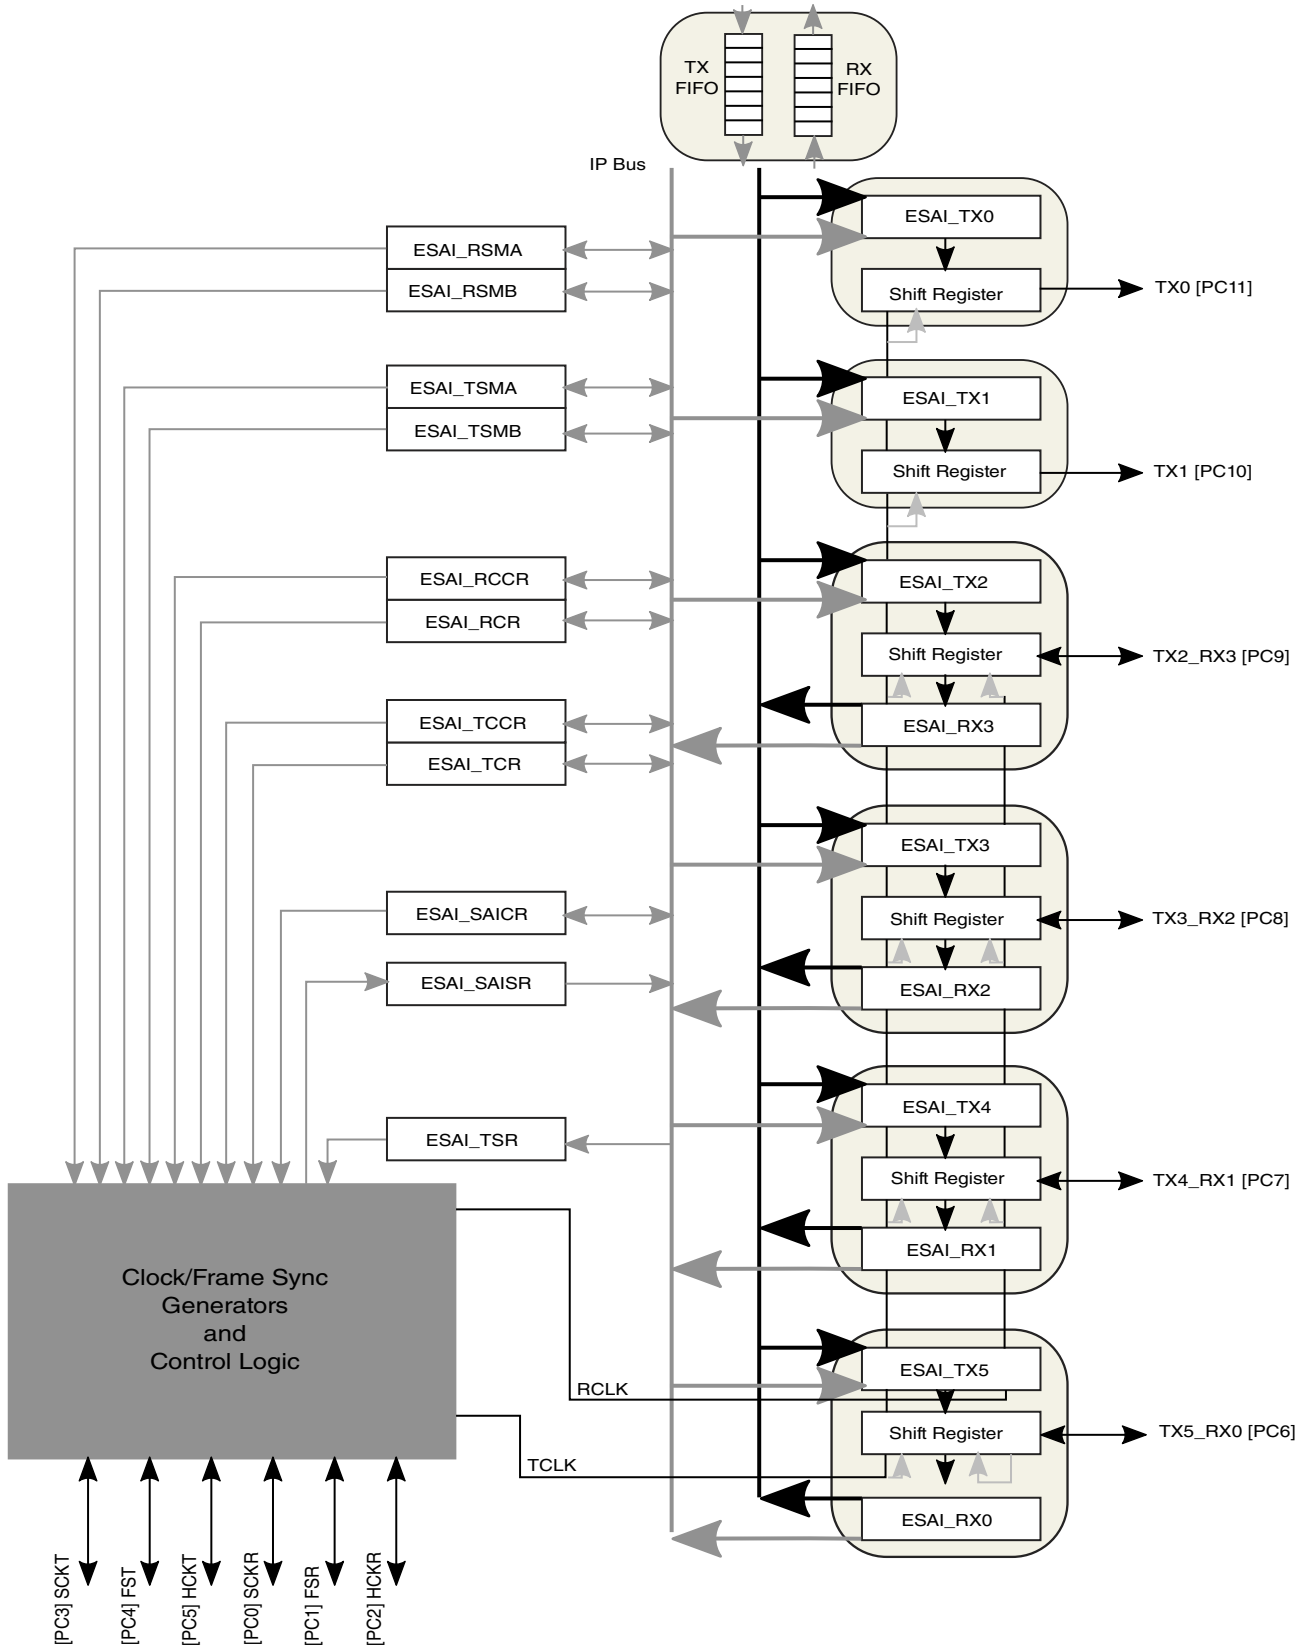 TX
FIFO
RX
FIFO
IP Bus
ESAI_RSMA
ESAI_RSMB
ESAI_TSMA
ESAI_TSMB
ESAI_RCCR
ESAI_RCR
ESAI_TCCR
ESAI_TCR
ESAI_SAICR
ESAI_SAISR
ESAI_TSR
ESAI_TX0
Shift Register
TX0 [PC11]
ESAI_TX1
Shift Register
TX1 [PC10]
ESAI_TX2
Shift Register
TX2_RX3 [PC9]
ESAI_RX3
ESAI_TX3
Shift Register
TX3_RX2 [PC8]
ESAI_RX2
ESAI_TX4
Shift Register
TX4_RX1 [PC7]
ESAI_RX1
ESAI_TX5
Shift Register
TX5_RX0 [PC6]
ESAI_RX0
Clock/Frame Sync
Generators
and
Control Logic
RCLK
TCLK
[PC3] SCKT
[PC4] FST
[PC5] HCKT
[PC0] SCKR
[PC1] FSR
[PC2] HCKR